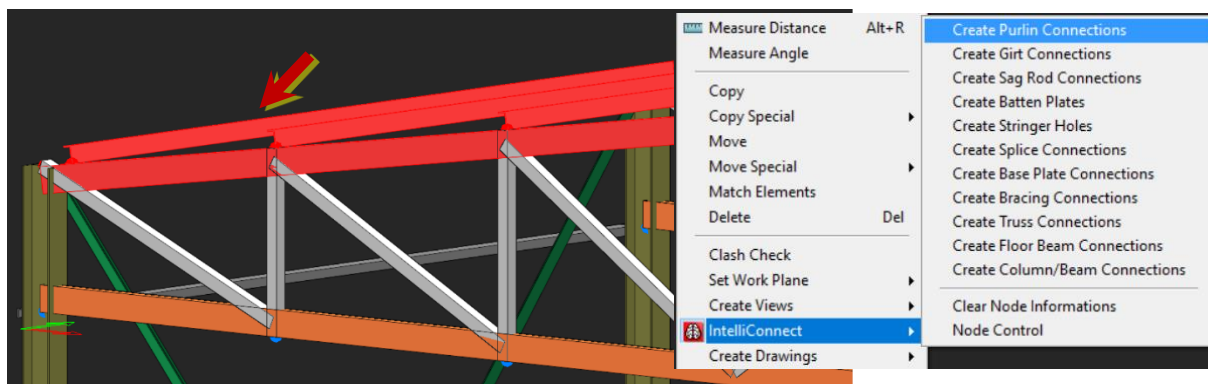 Measure Distance Alt+R
Measure Angle
Copy
Copy Special
Move
Move Special
Match Elements
Delete Del
Clash Check
Set Work Plane
Create Views
IntelliConnect
Create Drawings
Create Purlin Connections
Create Girt Connections
Create Sag Rod Connections
Create Batten Plates
Create Stringer Holes
Create Splice Connections
Create Base Plate Connections
Create Bracing Connections
Create Truss Connections
Create Floor Beam Connections
Create Column/Beam Connections
Clear Node Informations
Node Control